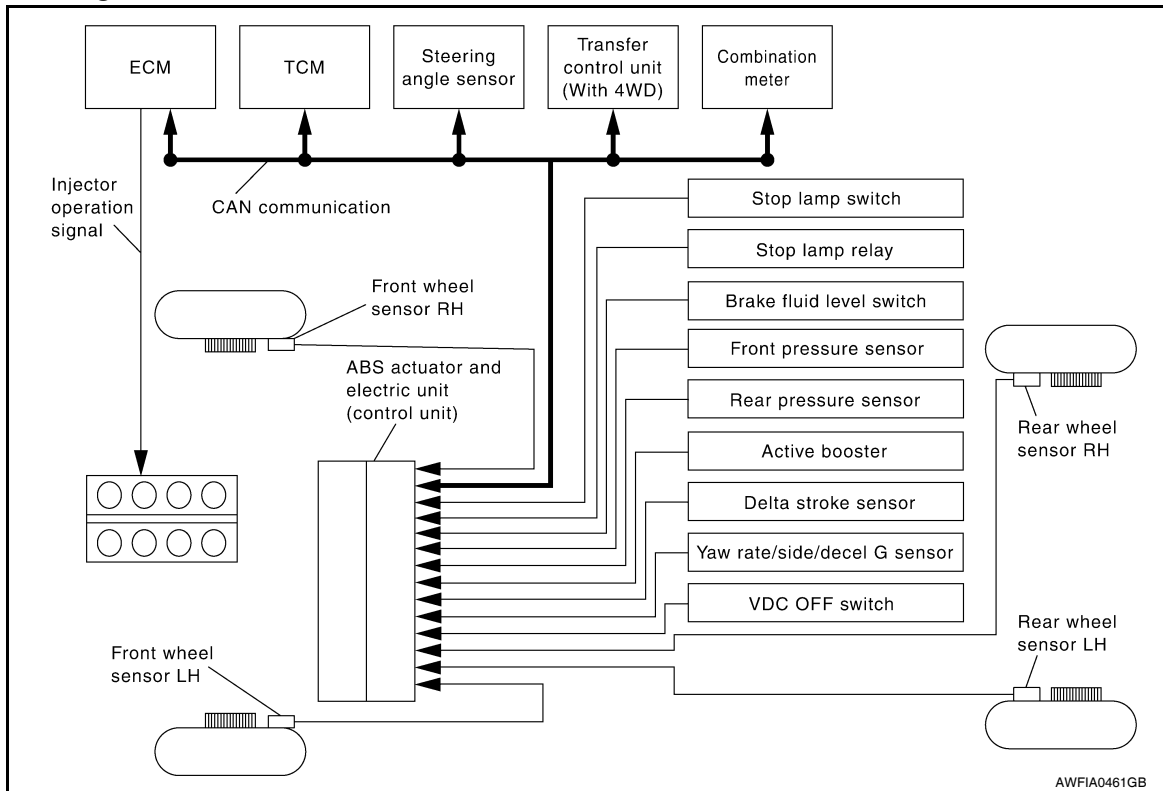 ECM
TCM
Steering
angle sensor
Transfer
control unit
(With 4WD)
Combination
meter
Injector
operation
signal
CAN communication
Stop lamp switch
Stop lamp relay
Brake fluid level switch
Front pressure sensor
Rear pressure sensor
Active booster
Delta stroke sensor
Yaw rate/side/decel G sensor
VDC OFF switch
Front wheel
sensor RH
ABS actuator and
electric unit
(control unit)
Rear wheel
sensor RH
Front wheel
sensor LH
Rear wheel
sensor LH
AWFIA0461GB